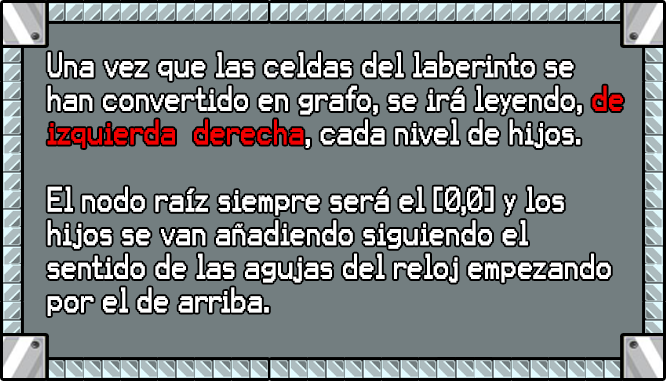 Una vez que las celdas del laberinto se
han convertido en grafo, se irá leyendo, de
izquierda derecha, cada nivel de hijos.
El nodo raíz siempre será el [0,0] y los
hijos se van añadiendo siguiendo el
sentido de las agujas del reloj empezando
por el de arriba.